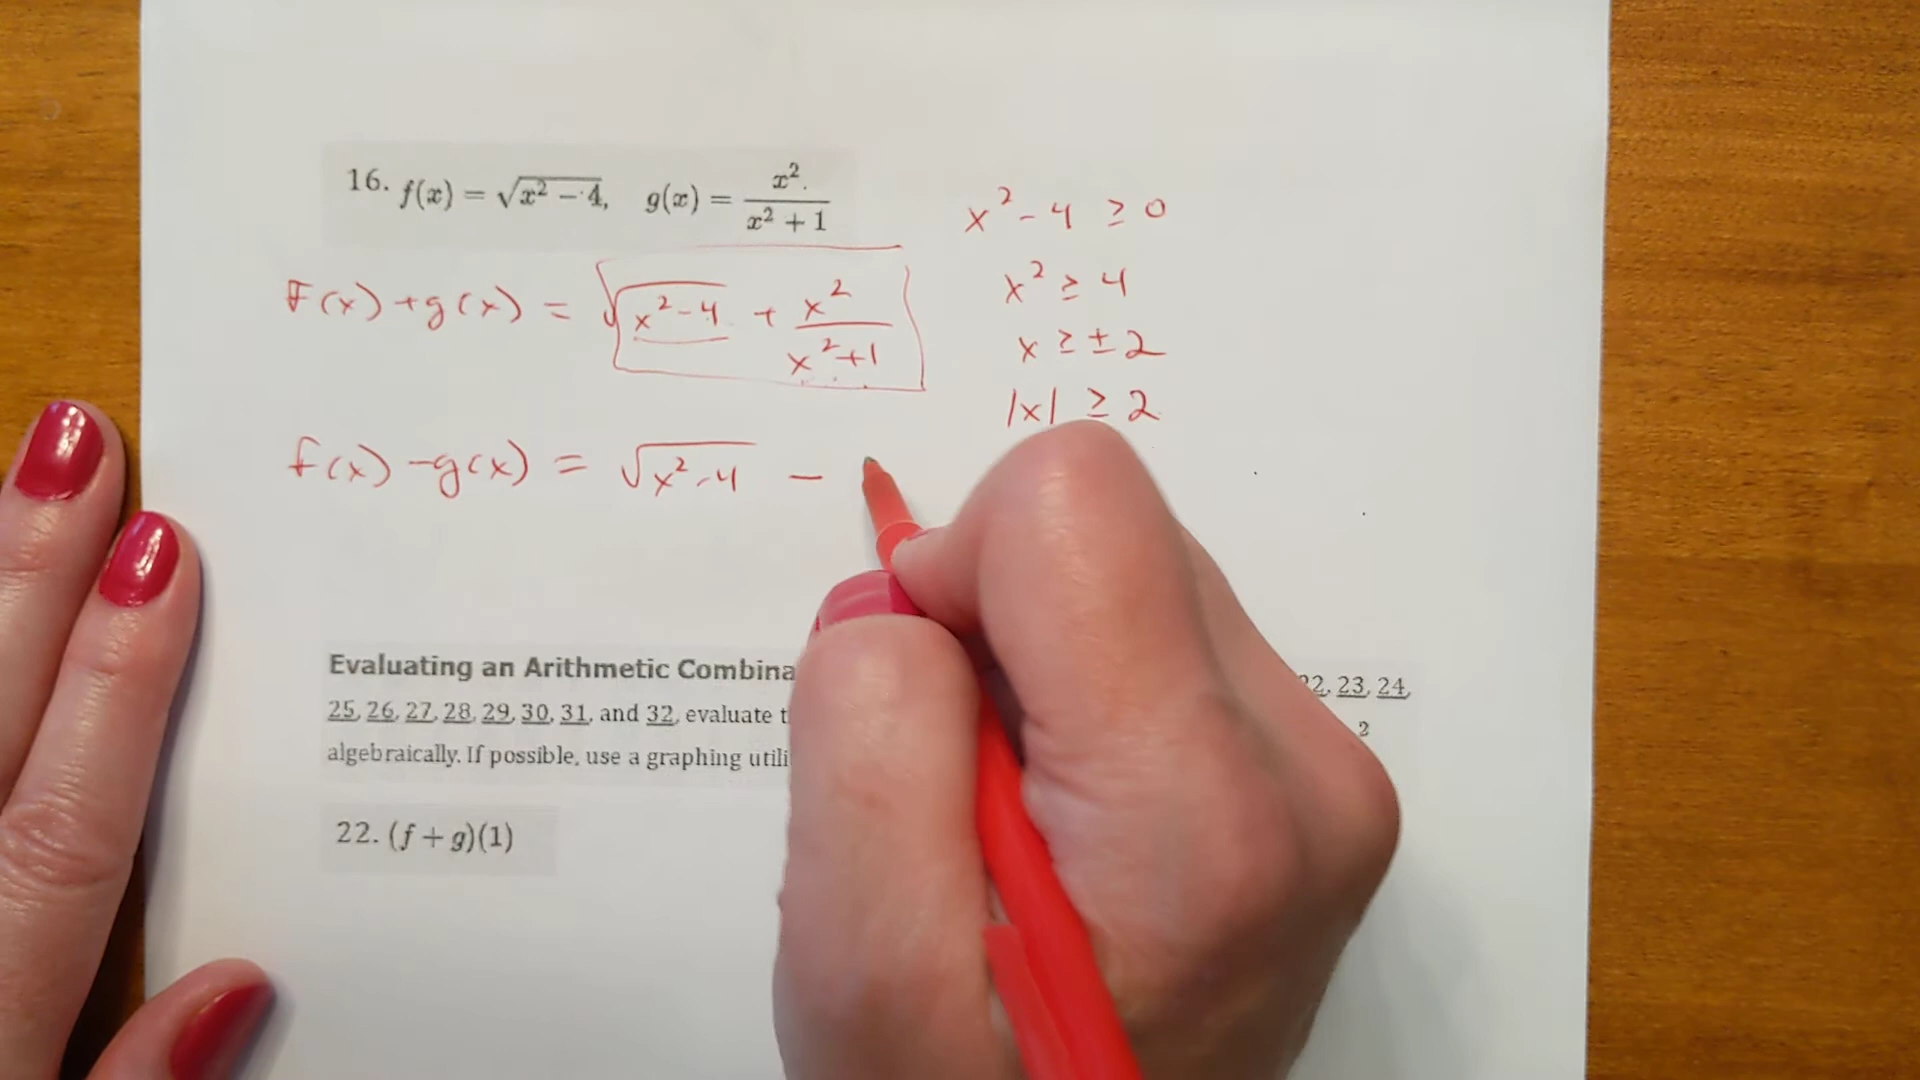 16. f(x) = √(x² − 4), g(x) = x²/(x² + 1)
x² - 4 ≥ 0
x² ≥ 4
x ≥ ± 2
|x| ≥ 2
F(x) + g(x) = √(x² - 4) + x²/(x² + 1)
f(x) - g(x) = √(x² - 4) -
Evaluating an Arithmetic
22, 23, 24,
25, 26, 27, 28, 29, 30, 31, and 32, evaluate
2
algebraically. If possible, use a graphing
22. (f + g)(1)